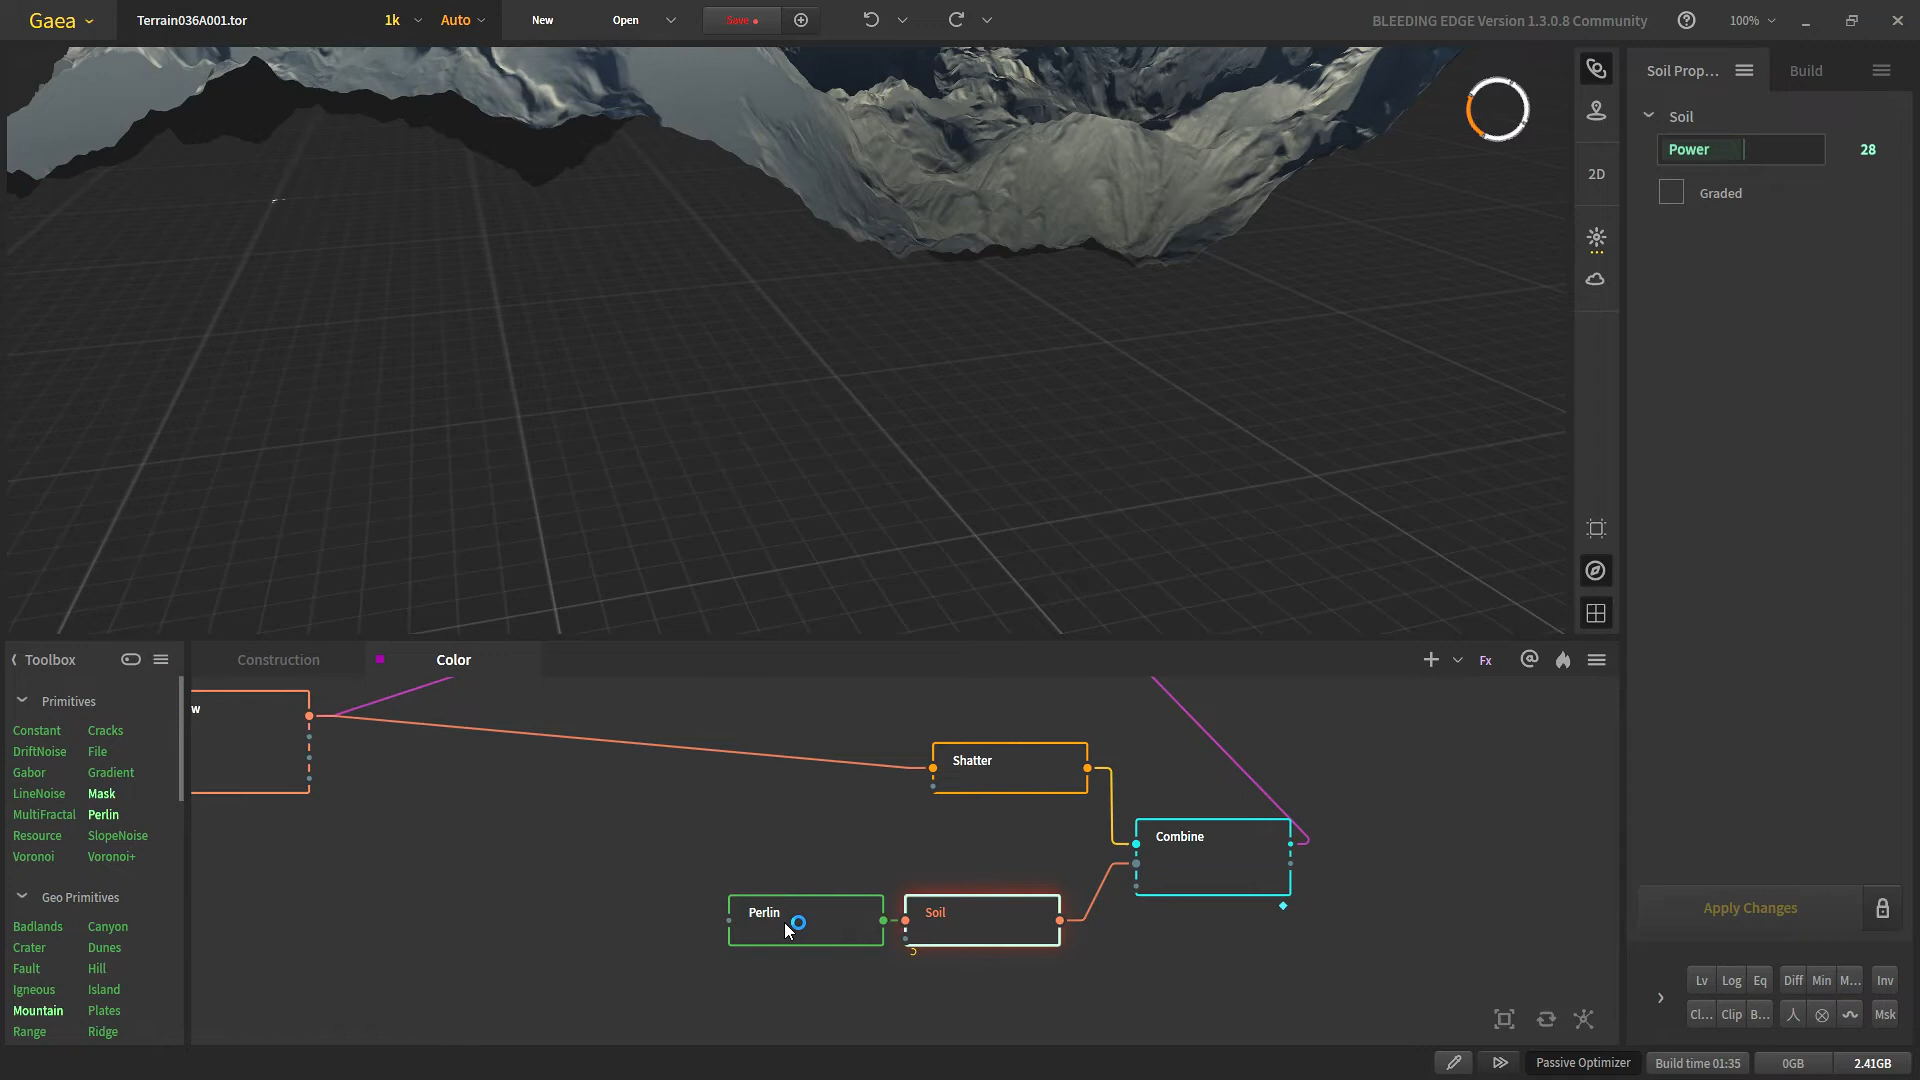 Gaea
Terrain036A001.tor
1k
Auto
New
Open
Save
BLEEDING EDGE Version 1.3.0.8 Community
100%
Soil Prop...
Build
Soil
Power
28
Graded
2D
Toolbox
Construction
Color
Fx
Primitives
Constant
Cracks
DriftNoise
File
Gabor
Gradient
LineNoise
Mask
MultiFractal
Perlin
Resource
SlopeNoise
Voronoi
Voronoi+
Geo Primitives
Badlands
Canyon
Crater
Dunes
Fault
Hill
Igneous
Island
Mountain
Plates
Range
Ridge
w
Shatter
Combine
Perlin
Soil
Apply Changes
Lv
Log
Eq
Diff
Min
M...
Inv
Cl...
Clip
B...
Msk
Passive Optimizer
Build time 01:35
0GB
2.41GB